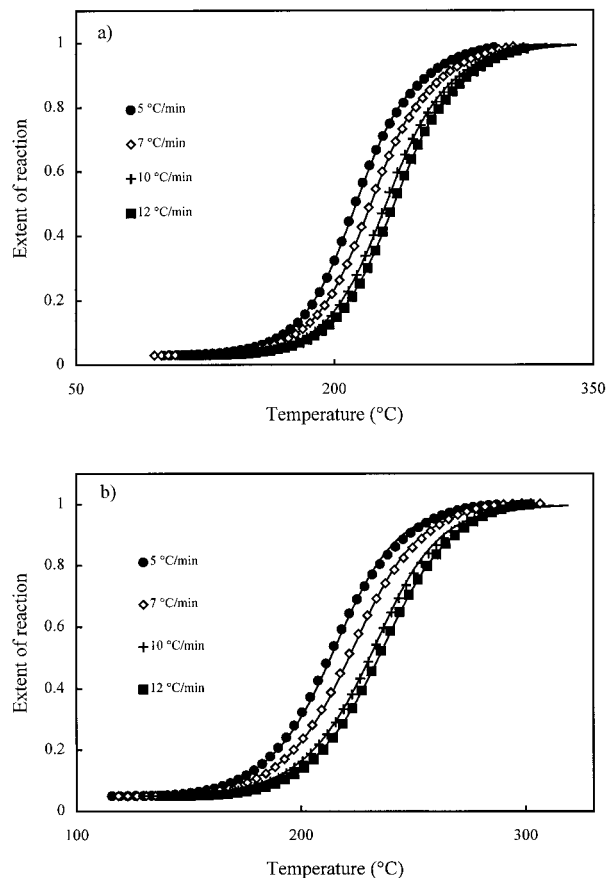 a)
1
0.8
0.6
0.4
0.2
0
5 °C/min
7 °C/min
10 °C/min
12 °C/min
Extent of reaction
50 200 350
Temperature (°C)
b)
1
0.8
0.6
0.4
0.2
0
5 °C/min
7 °C/min
10 °C/min
12 °C/min
Extent of reaction
100 200 300
Temperature (°C)